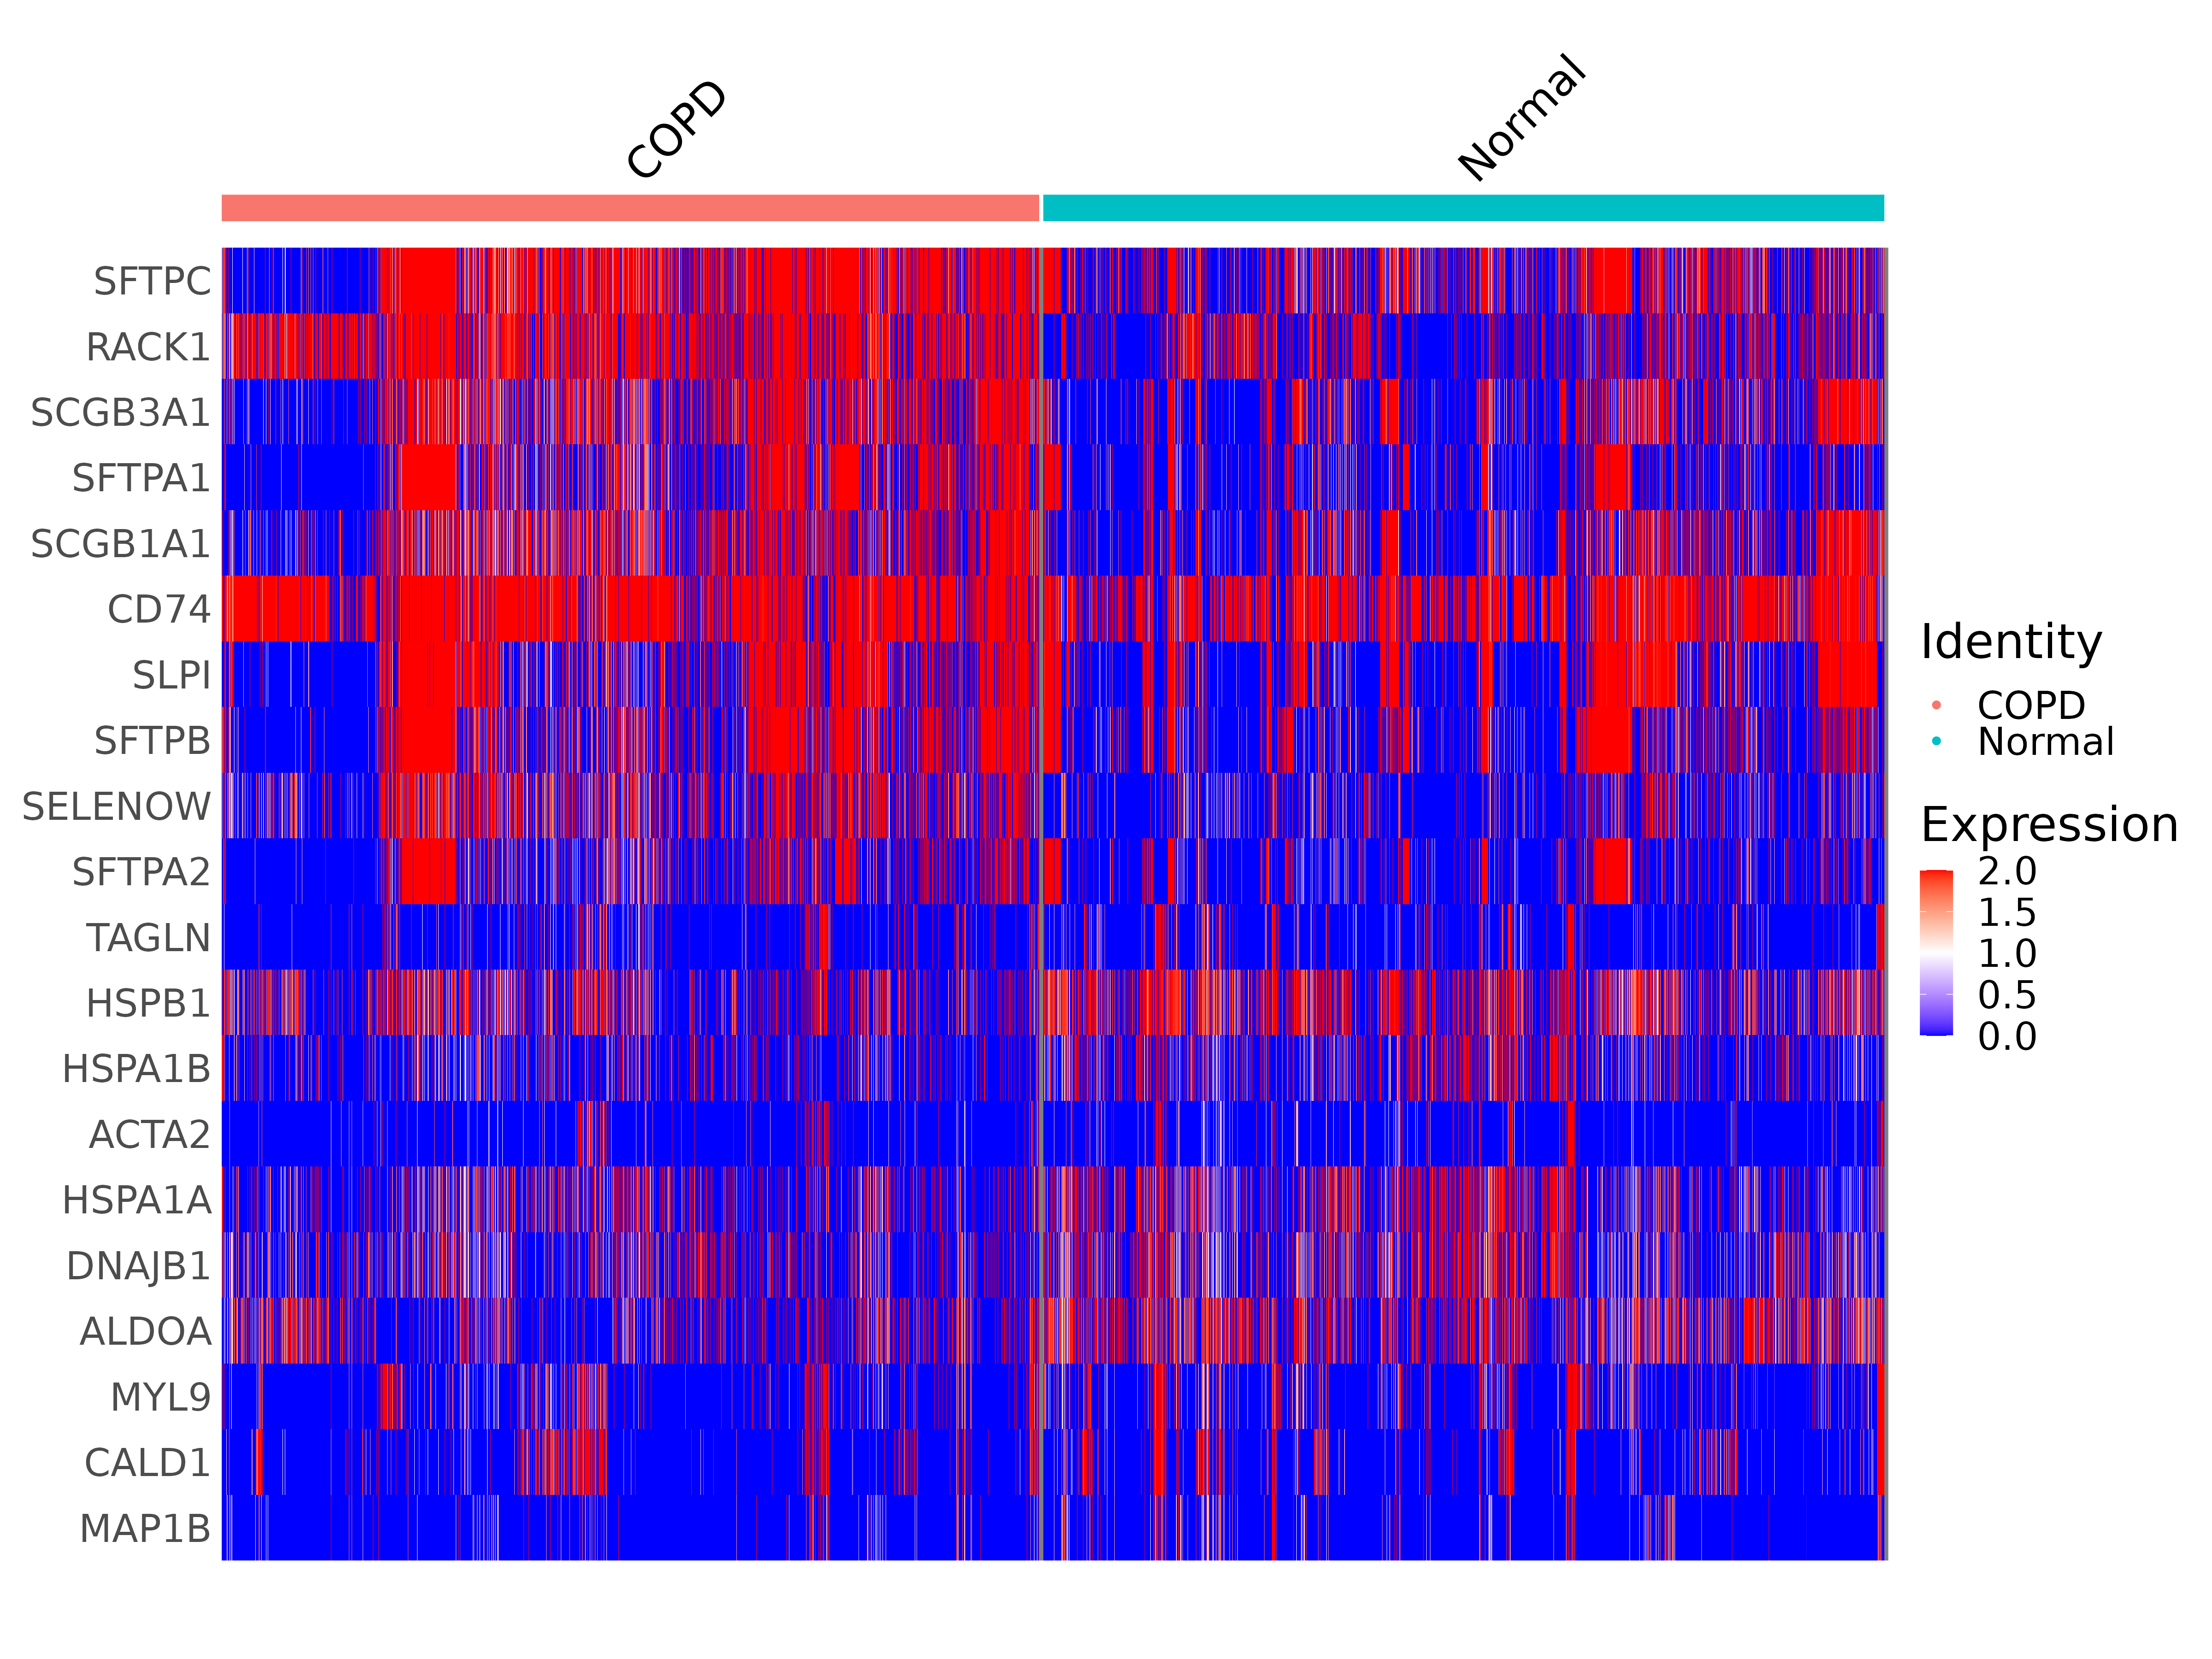 COPD
Normal
SFTPC
RACK1
SCGB3A1
SFTPA1
SCGB1A1
CD74
SLPI
SFTPB
SELENOW
SFTPA2
TAGLN
HSPB1
HSPA1B
ACTA2
HSPA1A
DNAJB1
ALDOA
MYL9
CALD1
MAP1B
Identity
COPD
Normal
Expression
2.0
1.5
1.0
0.5
0.0